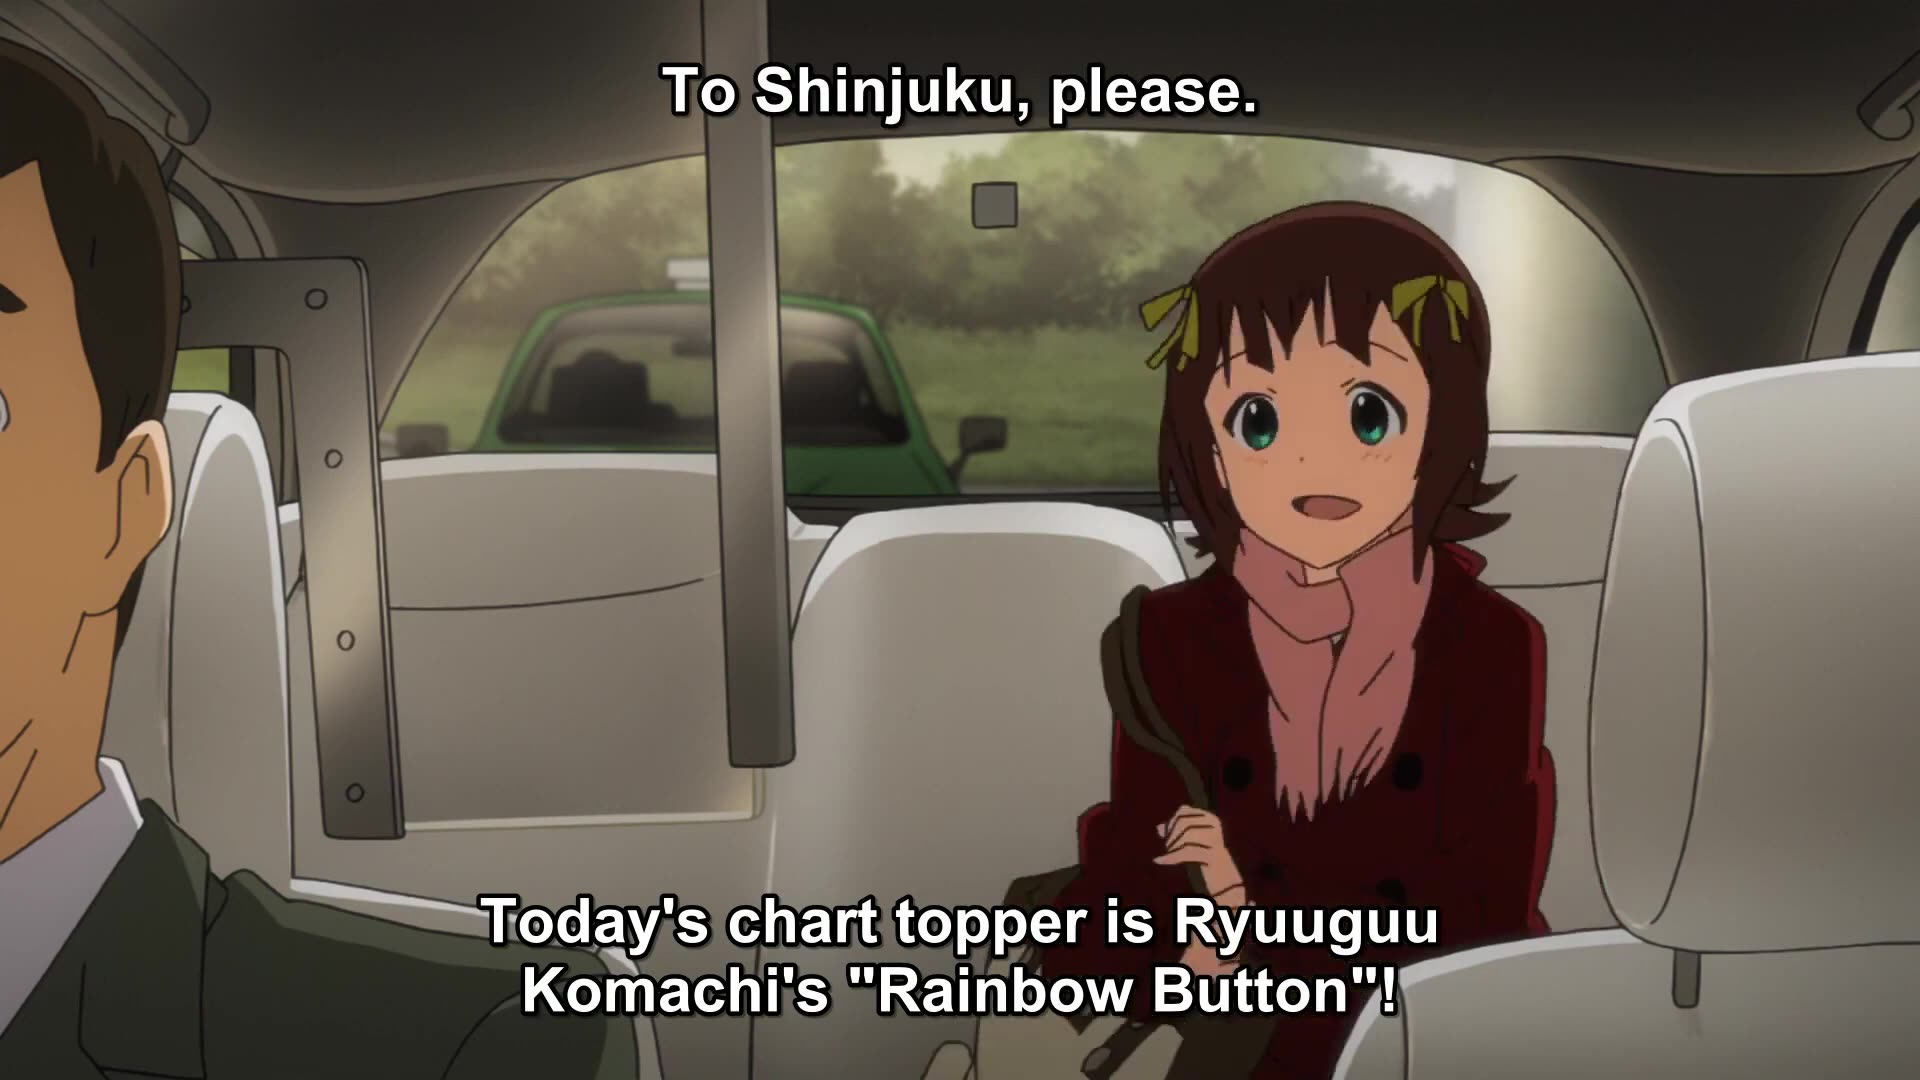 To Shinjuku, please.
Today's chart topper is Ryuuguu
Komachi's "Rainbow Button"!